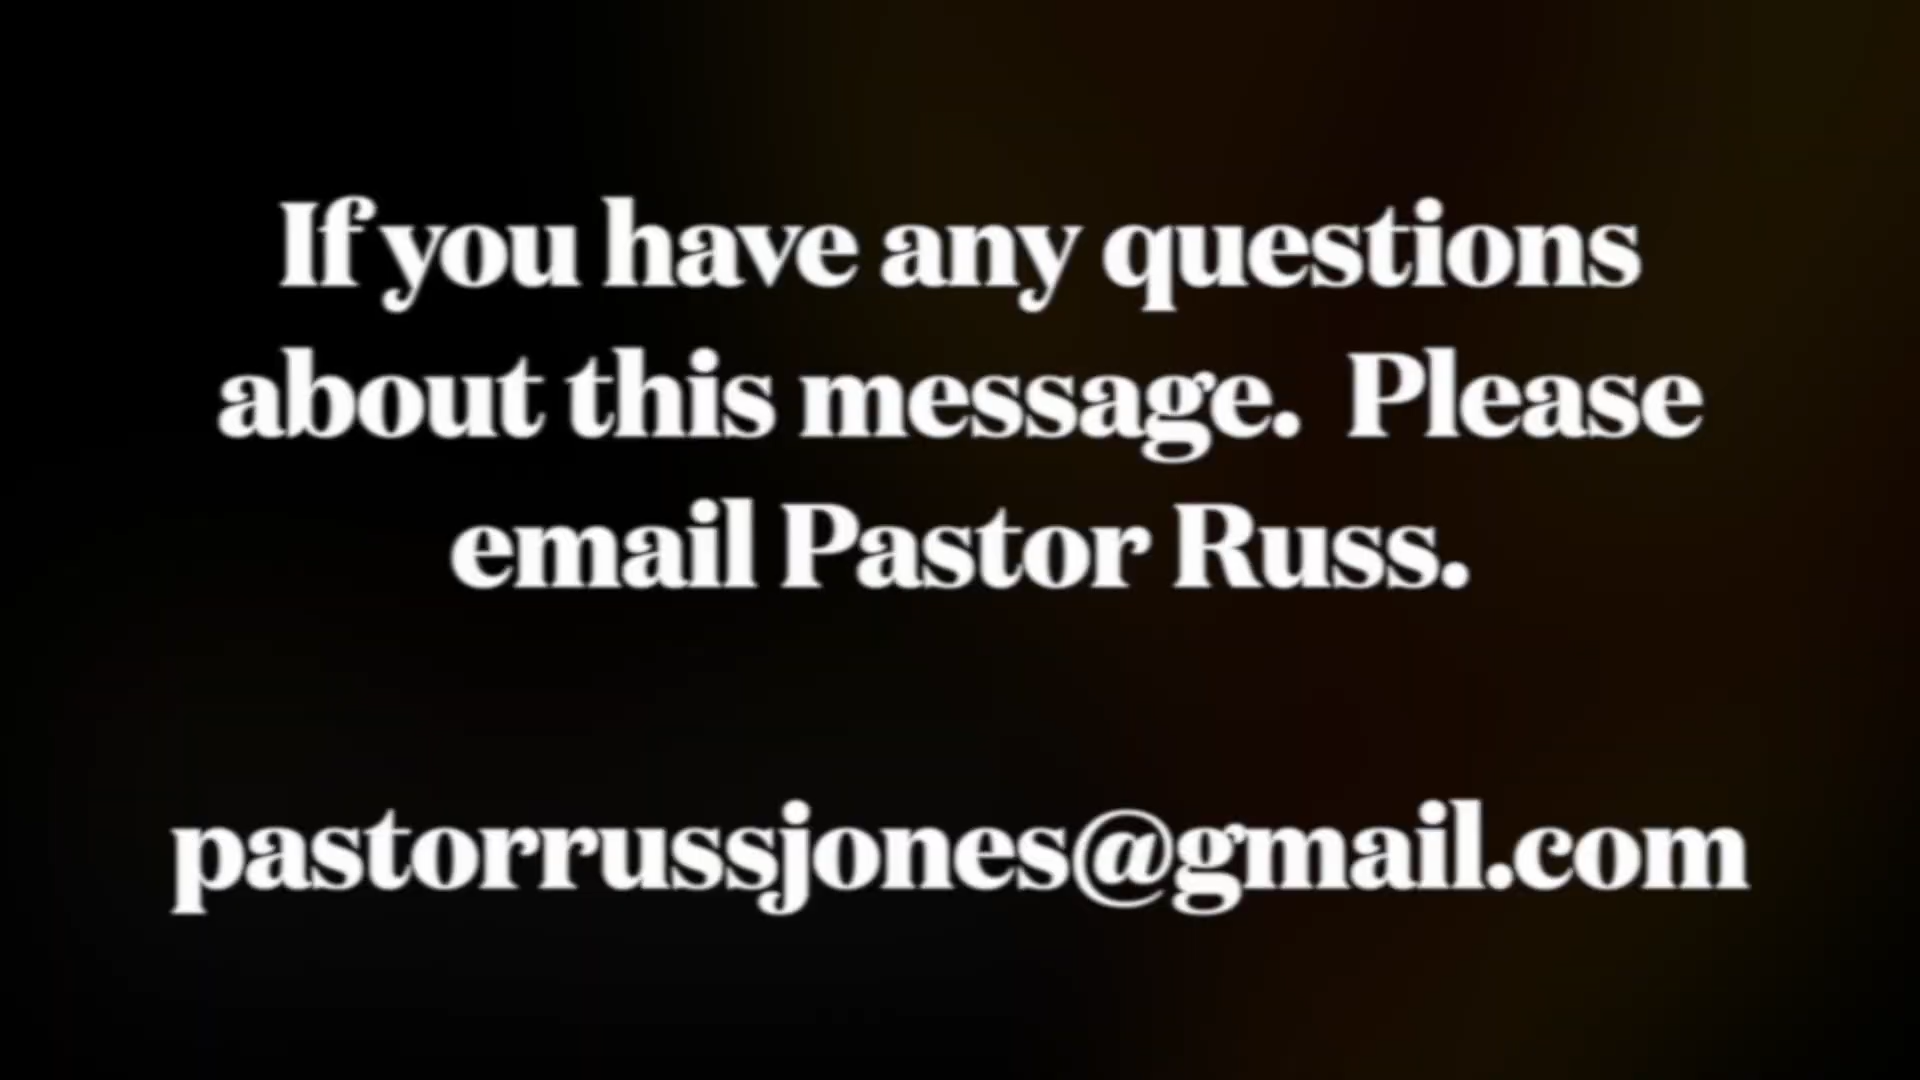 If you have any questions
about this message.  Please
email Pastor Russ.
pastorrussjones@gmail.com